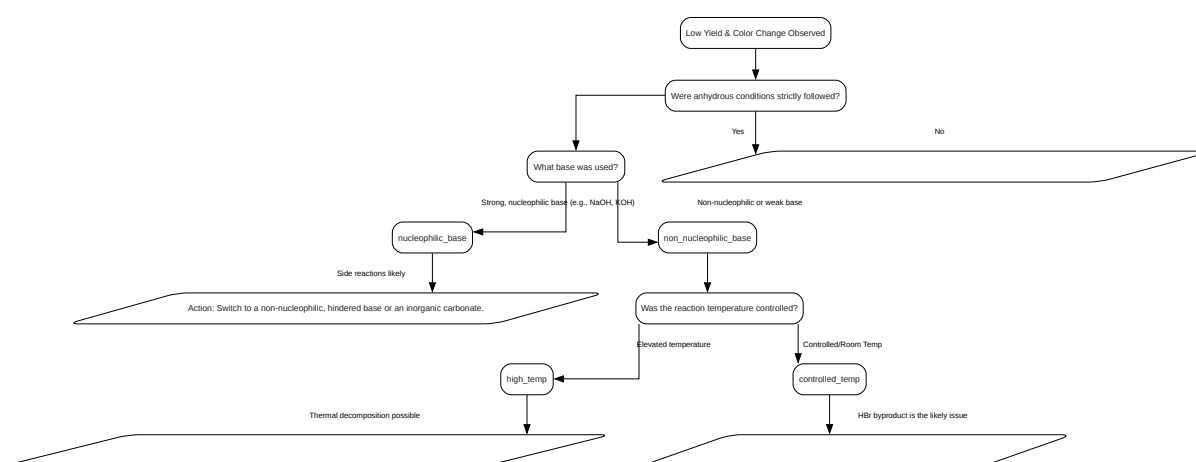 Low Yield & Color Change Observed
Were anhydrous conditions strictly followed?
Yes
No
What base was used?
Strong, nucleophilic base (e.g., NaOH, KOH)
Non-nucleophilic or weak base
nucleophilic_base
non_nucleophilic_base
Side reactions likely
Action: Switch to a non-nucleophilic, hindered base or an inorganic carbonate.
Was the reaction temperature controlled?
Elevated temperature
Controlled/Room Temp
high_temp
controlled_temp
Thermal decomposition possible
HBr byproduct is the likely issue